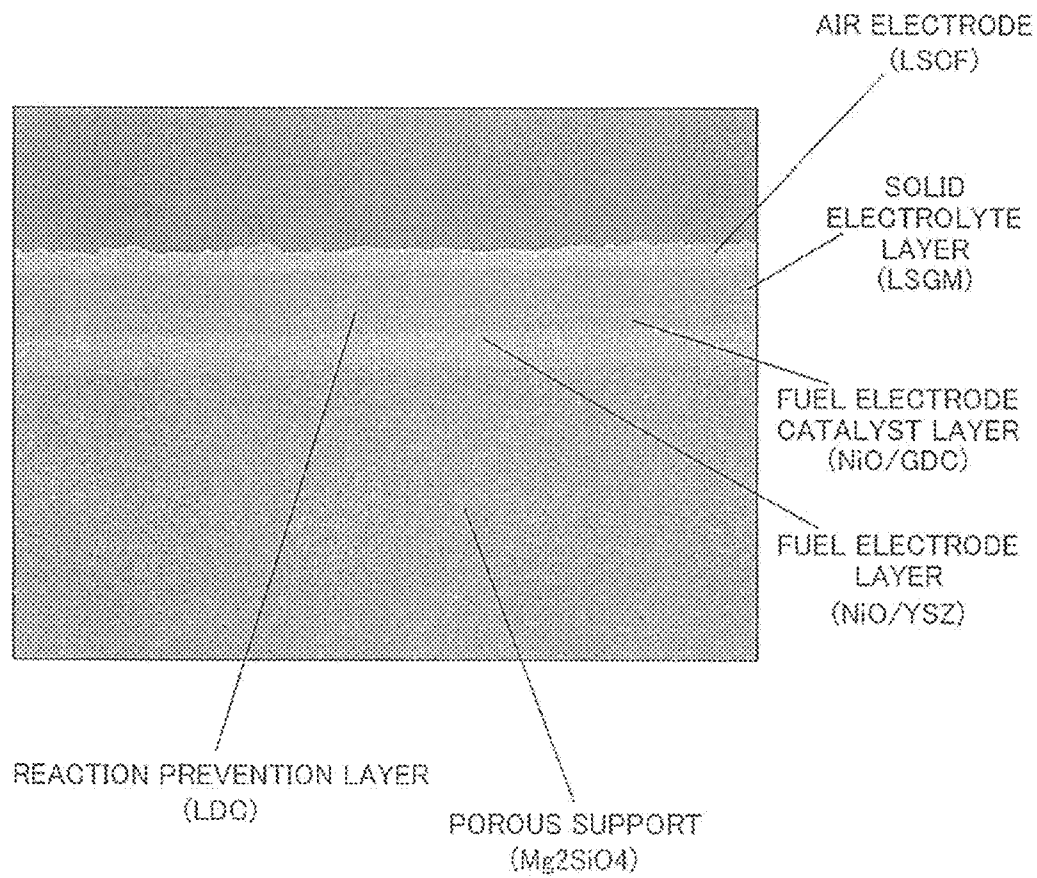 AIR ELECTRODE
(LSCF)
SOLID
ELECTROLYTE
LAYER
(LSGM)
FUEL ELECTRODE
CATALYST LAYER
(NiO/GDC)
FUEL ELECTRODE
LAYER
(NiO/YSZ)
REACTION PREVENTION LAYER
(LDC)
POROUS SUPPORT
(Mg2SiO4)